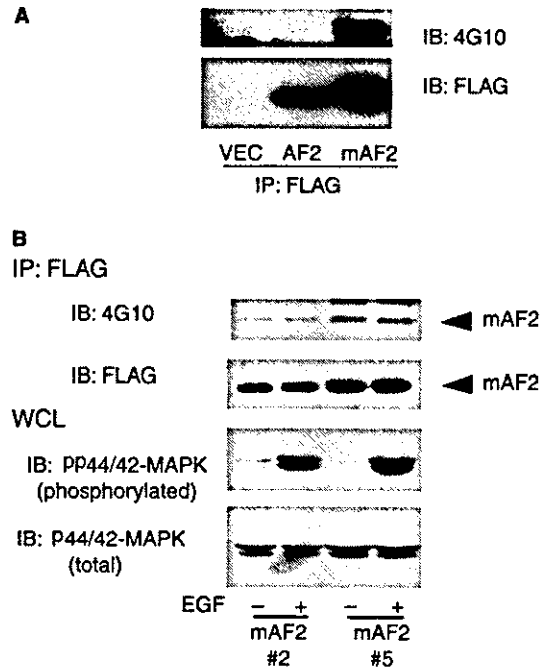 A
IB: 4G10
IB: FLAG
VEC AF2 mAF2
IP: FLAG
B
IP: FLAG
IB: 4G10
mAF2
IB: FLAG
mAF2
WCL
IB: pp44/42-MAPK
(phosphorylated)
IB: p44/42-MAPK
(total)
EGF − + − +
mAF2 mAF2
#2 #5